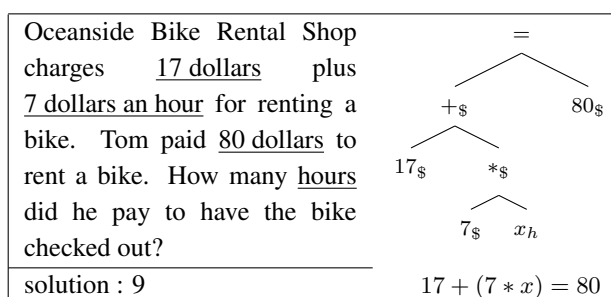 Oceanside Bike Rental Shop
charges 17 dollars plus
7 dollars an hour for renting a
bike. Tom paid 80 dollars to
rent a bike. How many hours
did he pay to have the bike
checked out?
solution : 9
=
+$ 80$
17$ *$
7$ x_h
17 + (7 * x) = 80